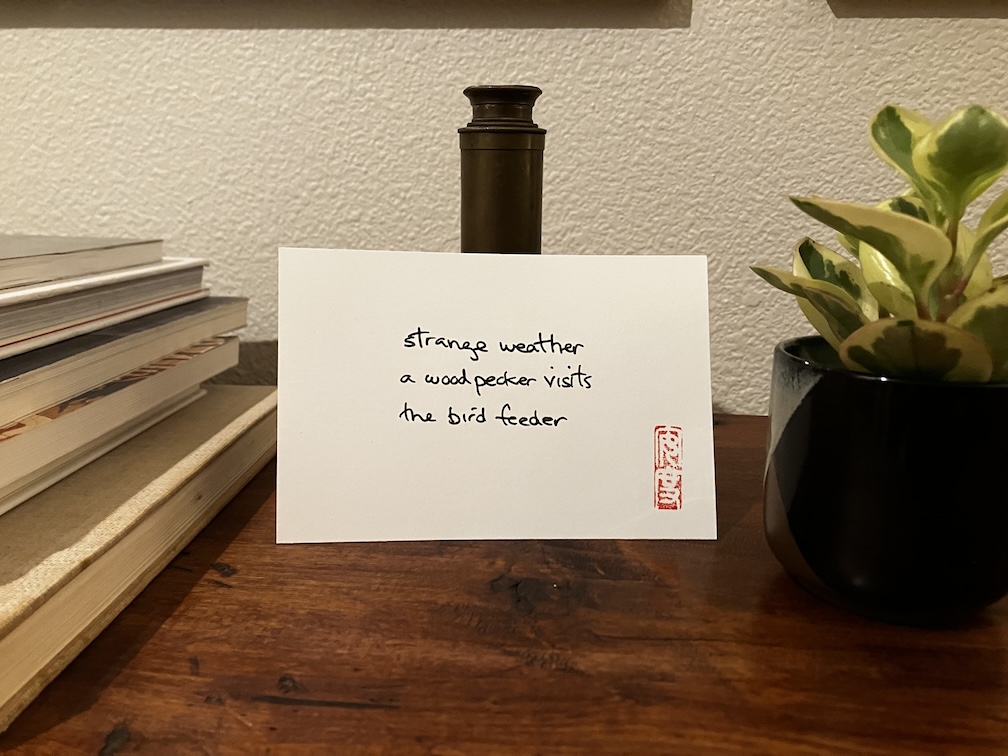 strange weather
a woodpecker visits
the bird feeder